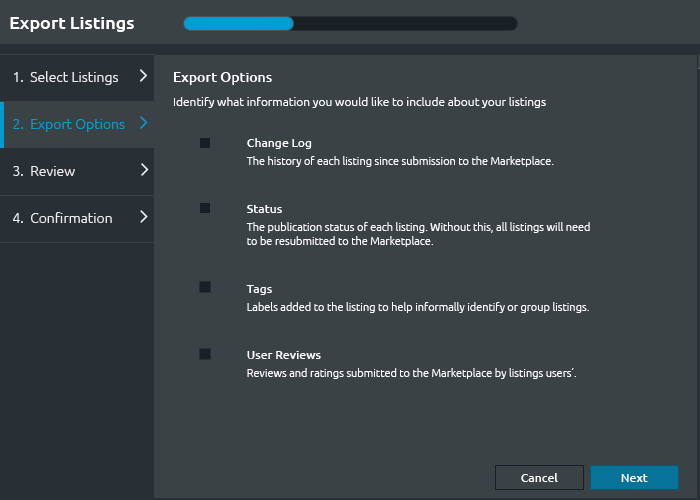 Export Listings
1. Select Listings
2. Export Options
3. Review
4. Confirmation
Export Options
Identify what information you would like to include about your listings
Change Log
The history of each listing since submission to the Marketplace.
Status
The publication status of each listing. Without this, all listings will need
to be resubmitted to the Marketplace.
Tags
Labels added to the listing to help informally identify or group listings.
User Reviews
Reviews and ratings submitted to the Marketplace by listings users’.
Cancel
Next